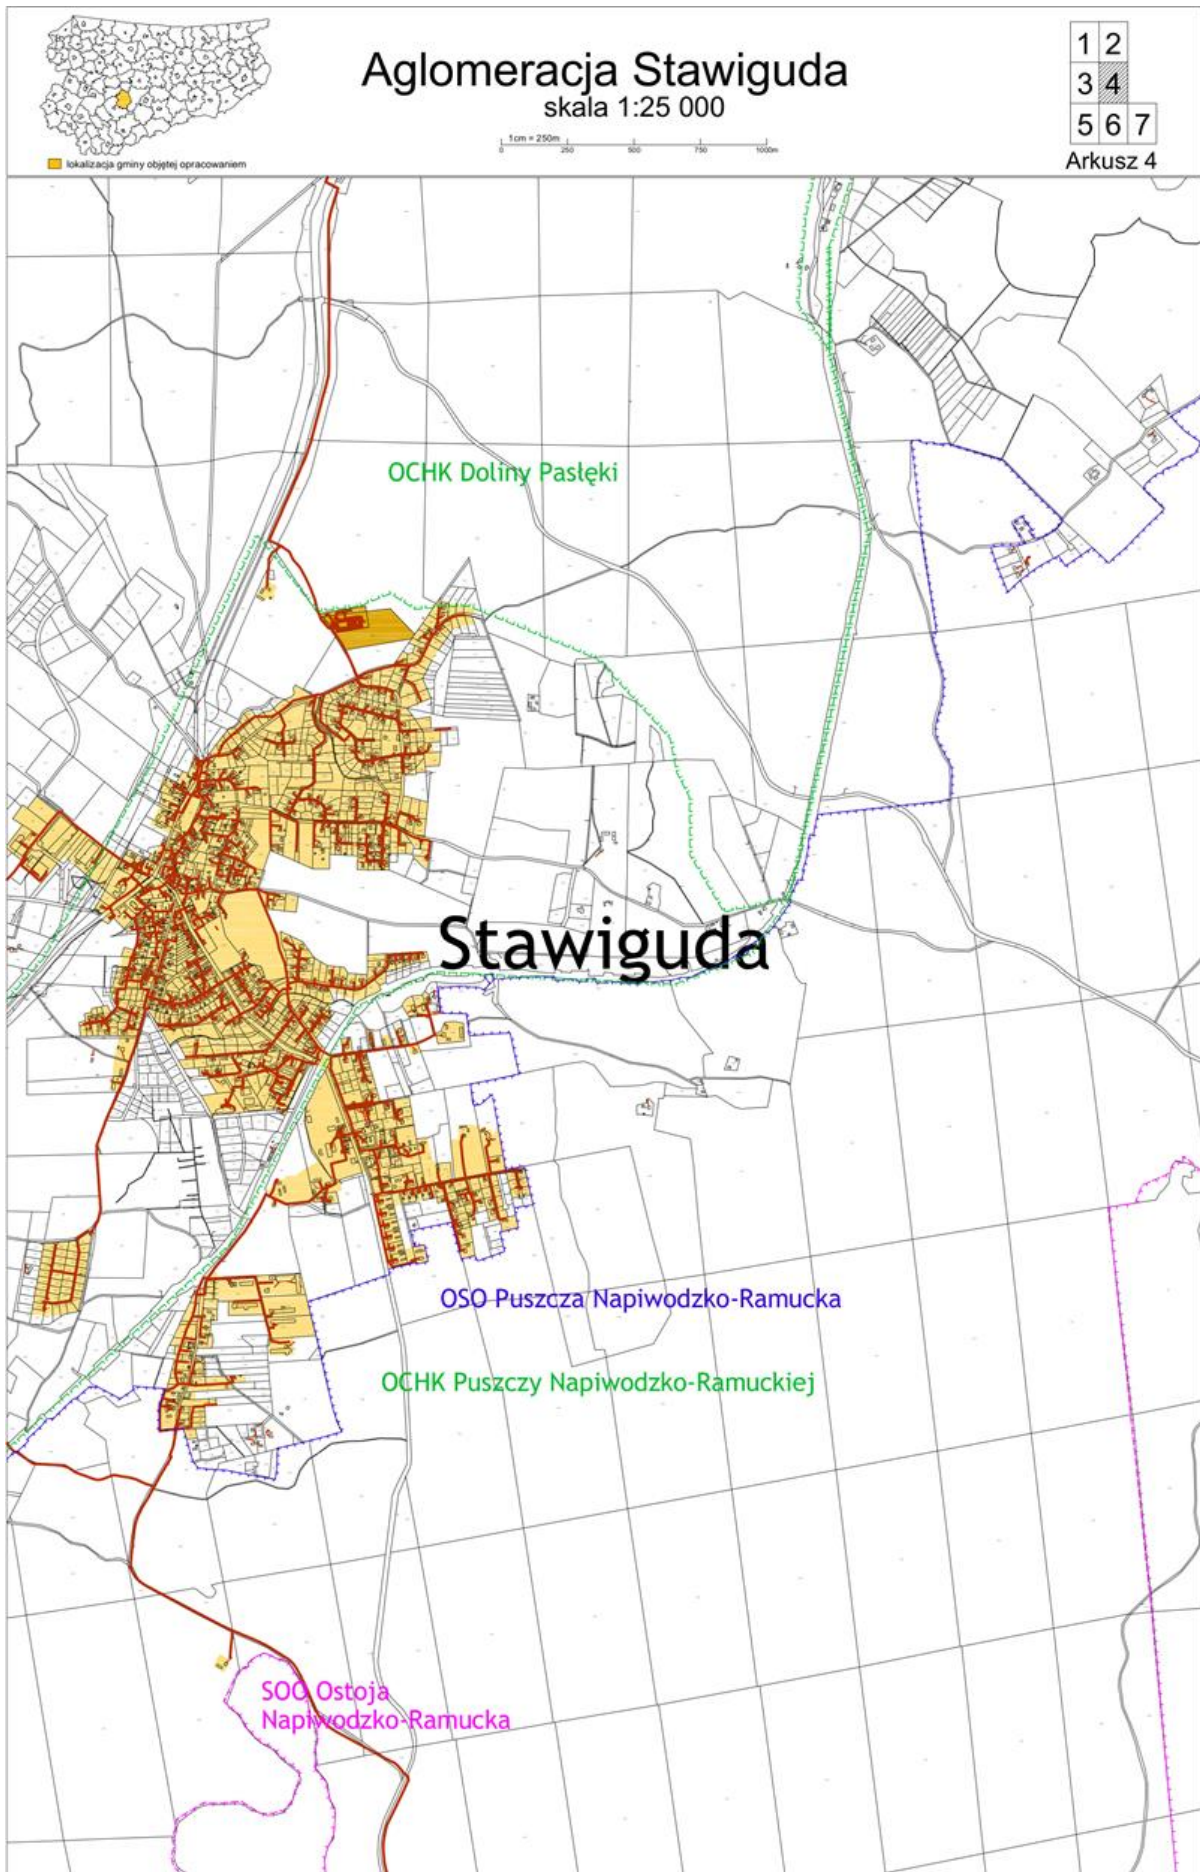 Aglomeracja Stawiguda
skala 1:25 000
1cm = 250m
0 250 500 750 1000m
lokalizacja gminy objętej opracowaniem
1 2
3 4
5 6 7
Arkusz 4
OCHK Doliny Pasłęki
Stawiguda
OSO Puszcza Napiwodzko-Ramucka
OCHK Puszczy Napiwodzko-Ramuckiej
SOO Ostoja
Napiwodzko-Ramucka